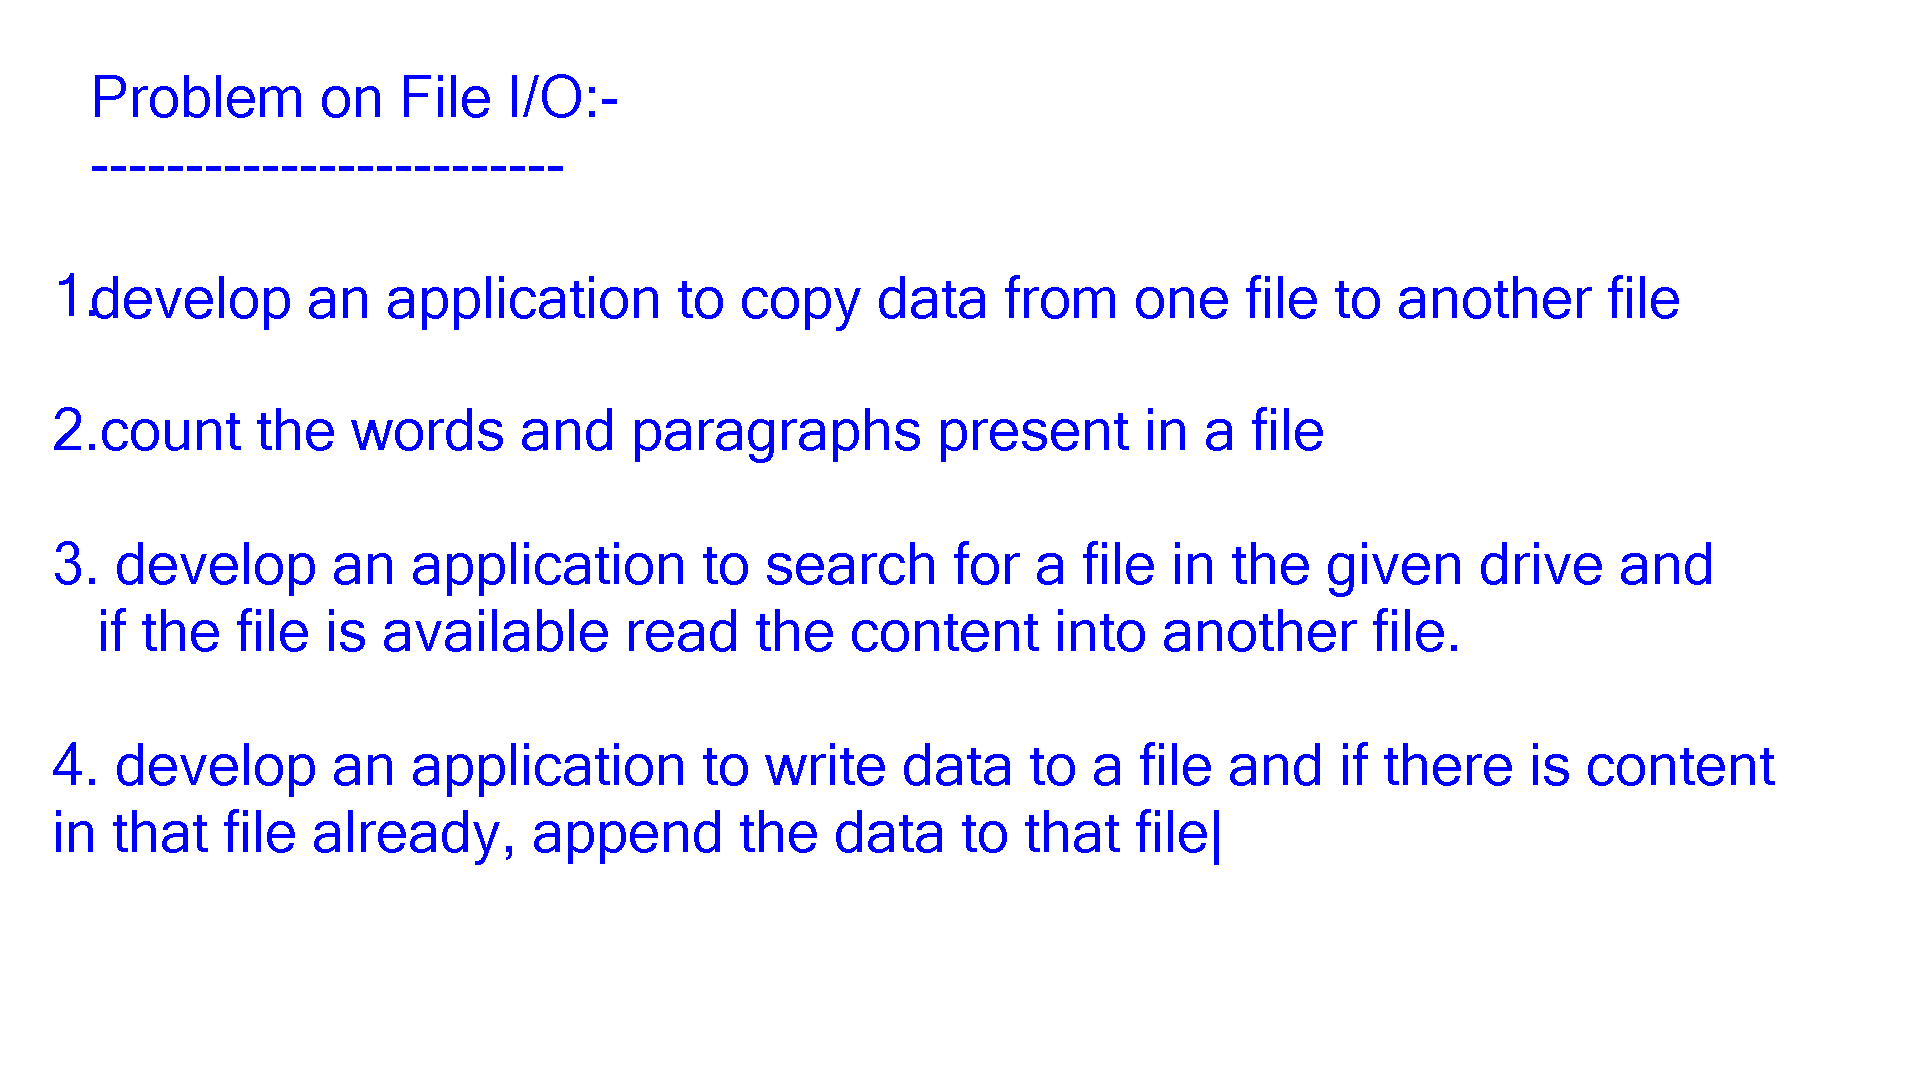 Problem on File I/O:-
-------------------------
1.develop an application to copy data from one file to another file
2.count the words and paragraphs present in a file
3. develop an application to search for a file in the given drive and
if the file is available read the content into another file.
4. develop an application to write data to a file and if there is content
in that file already, append the data to that file